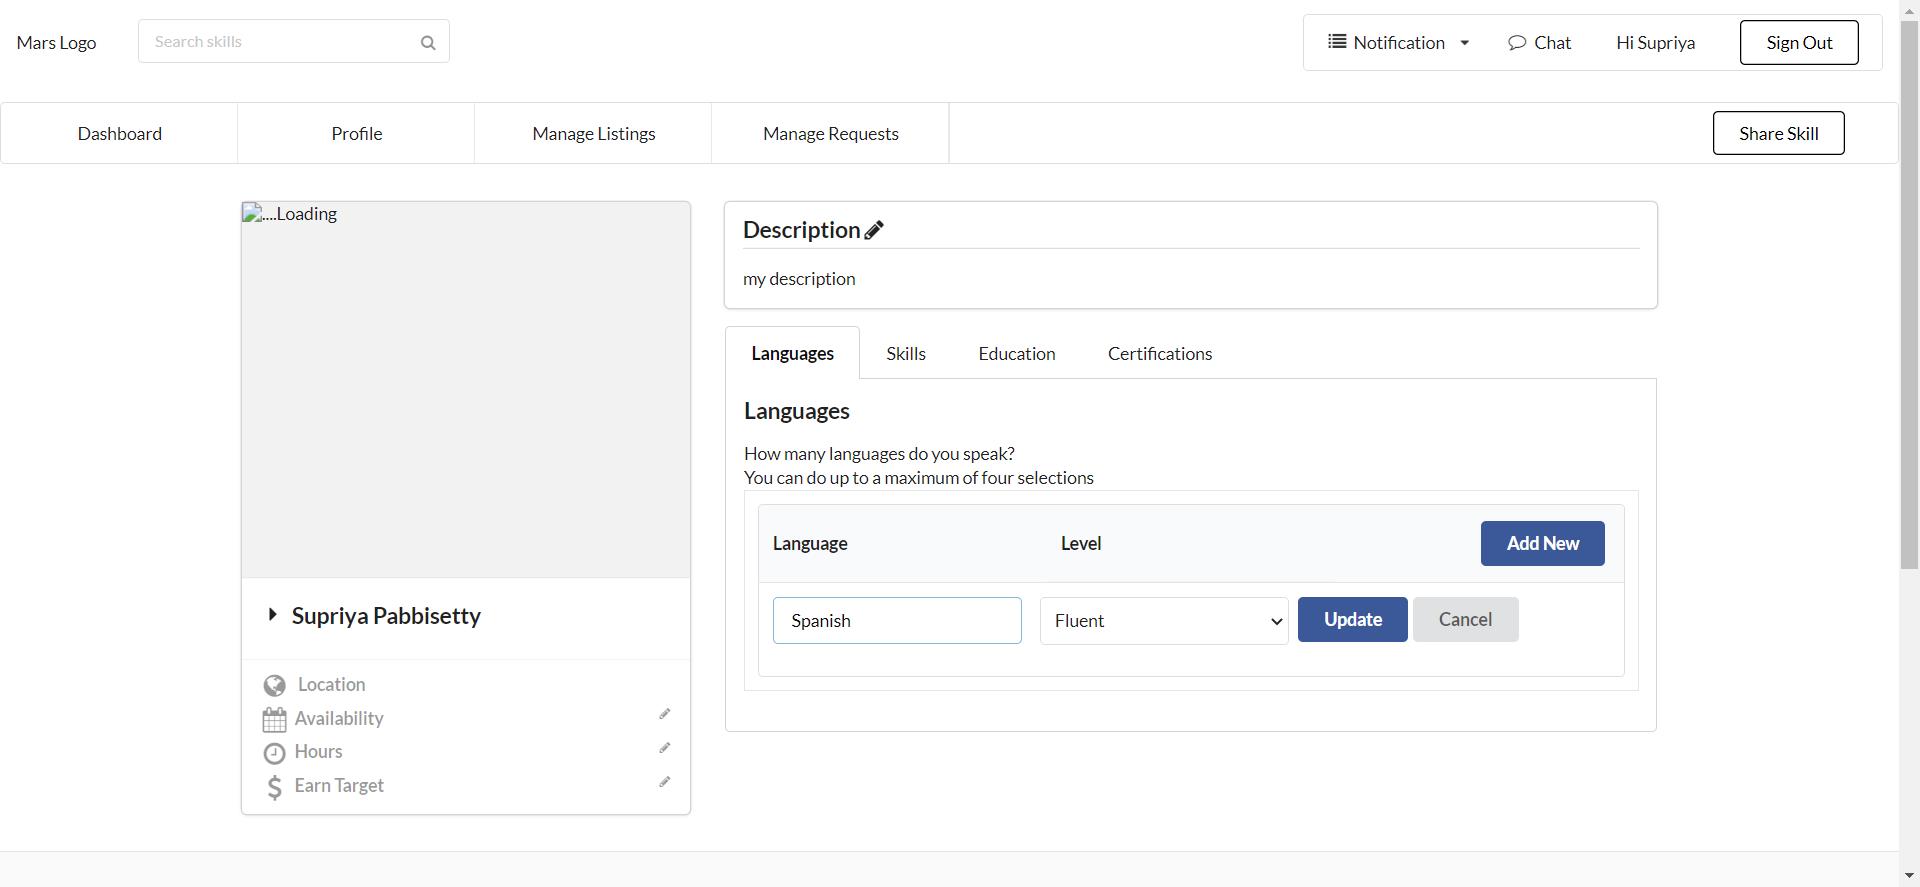 Mars Logo
Search skills
Notification
Chat
Hi Supriya
Sign Out
Dashboard
Profile
Manage Listings
Manage Requests
Share Skill
....Loading
Supriya Pabbisetty
Location
Availability
Hours
Earn Target
Description
my description
Languages
Skills
Education
Certifications
Languages
How many languages do you speak?
You can do up to a maximum of four selections
Language
Level
Add New
Spanish
Fluent
Update
Cancel